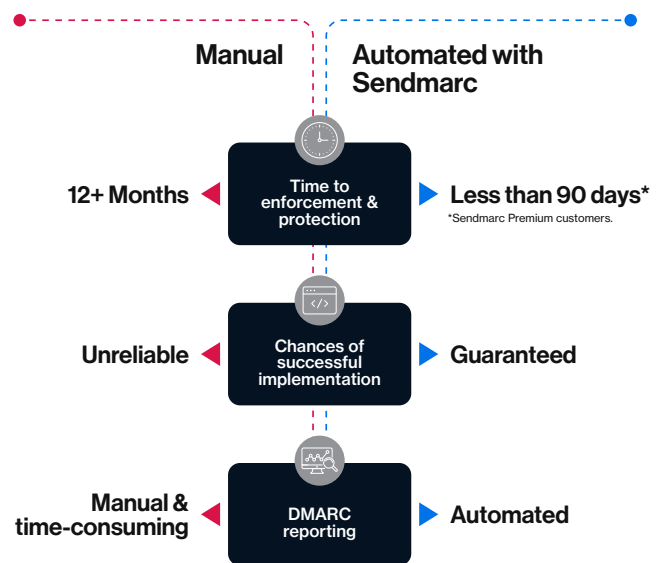 Manual
Automated with
Sendmarc
12+ Months
Time to
enforcement &
protection
Less than 90 days*
*Sendmarc Premium customers.
Unreliable
</>
Chances of
successful
implementation
Guaranteed
Manual &
time-consuming
DMARC
reporting
Automated